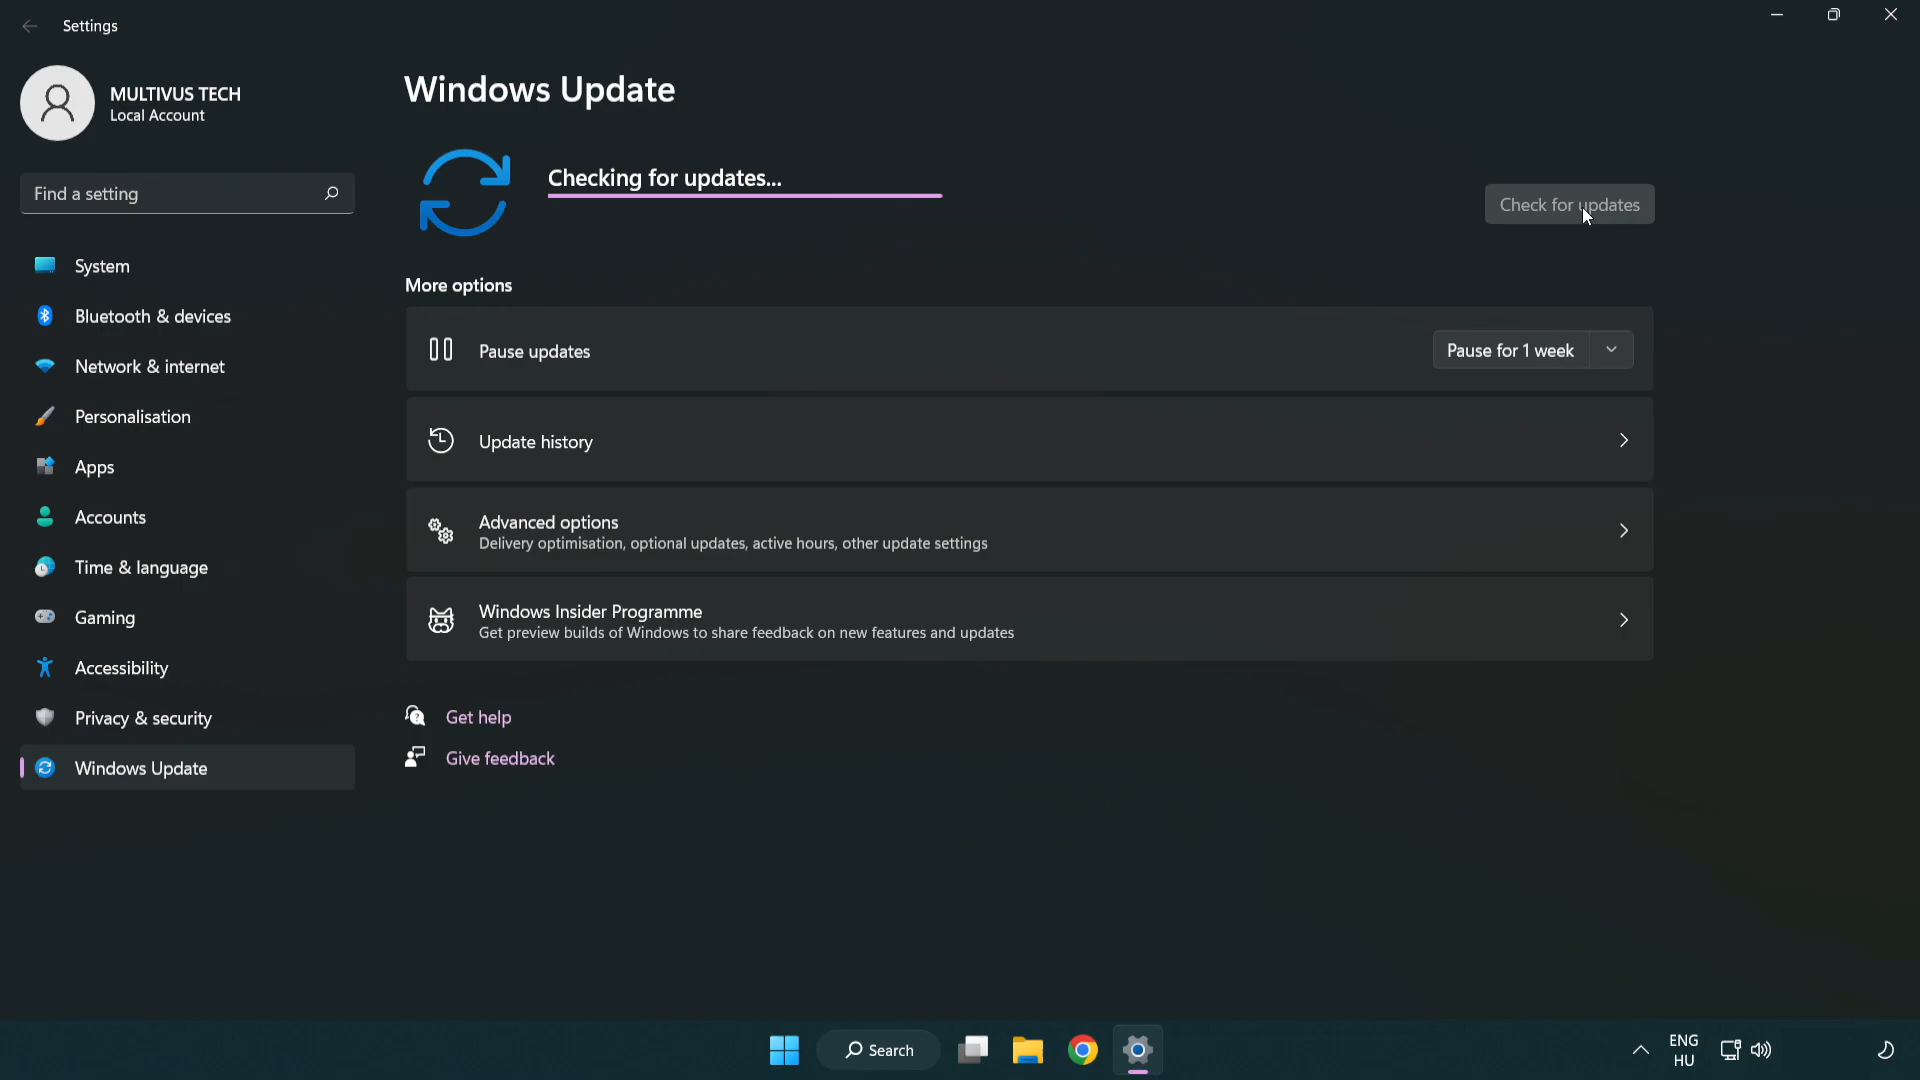 Settings
MULTIVUS TECH
Local Account
Find a setting
System
Bluetooth & devices
Network & internet
Personalisation
Apps
Accounts
Time & language
Gaming
Accessibility
Privacy & security
Windows Update
Windows Update
Checking for updates...
Check for updates
More options
Pause updates
Pause for 1 week
Update history
Advanced options
Delivery optimisation, optional updates, active hours, other update settings
Windows Insider Programme
Get preview builds of Windows to share feedback on new features and updates
Get help
Give feedback
Search
ENG
HU